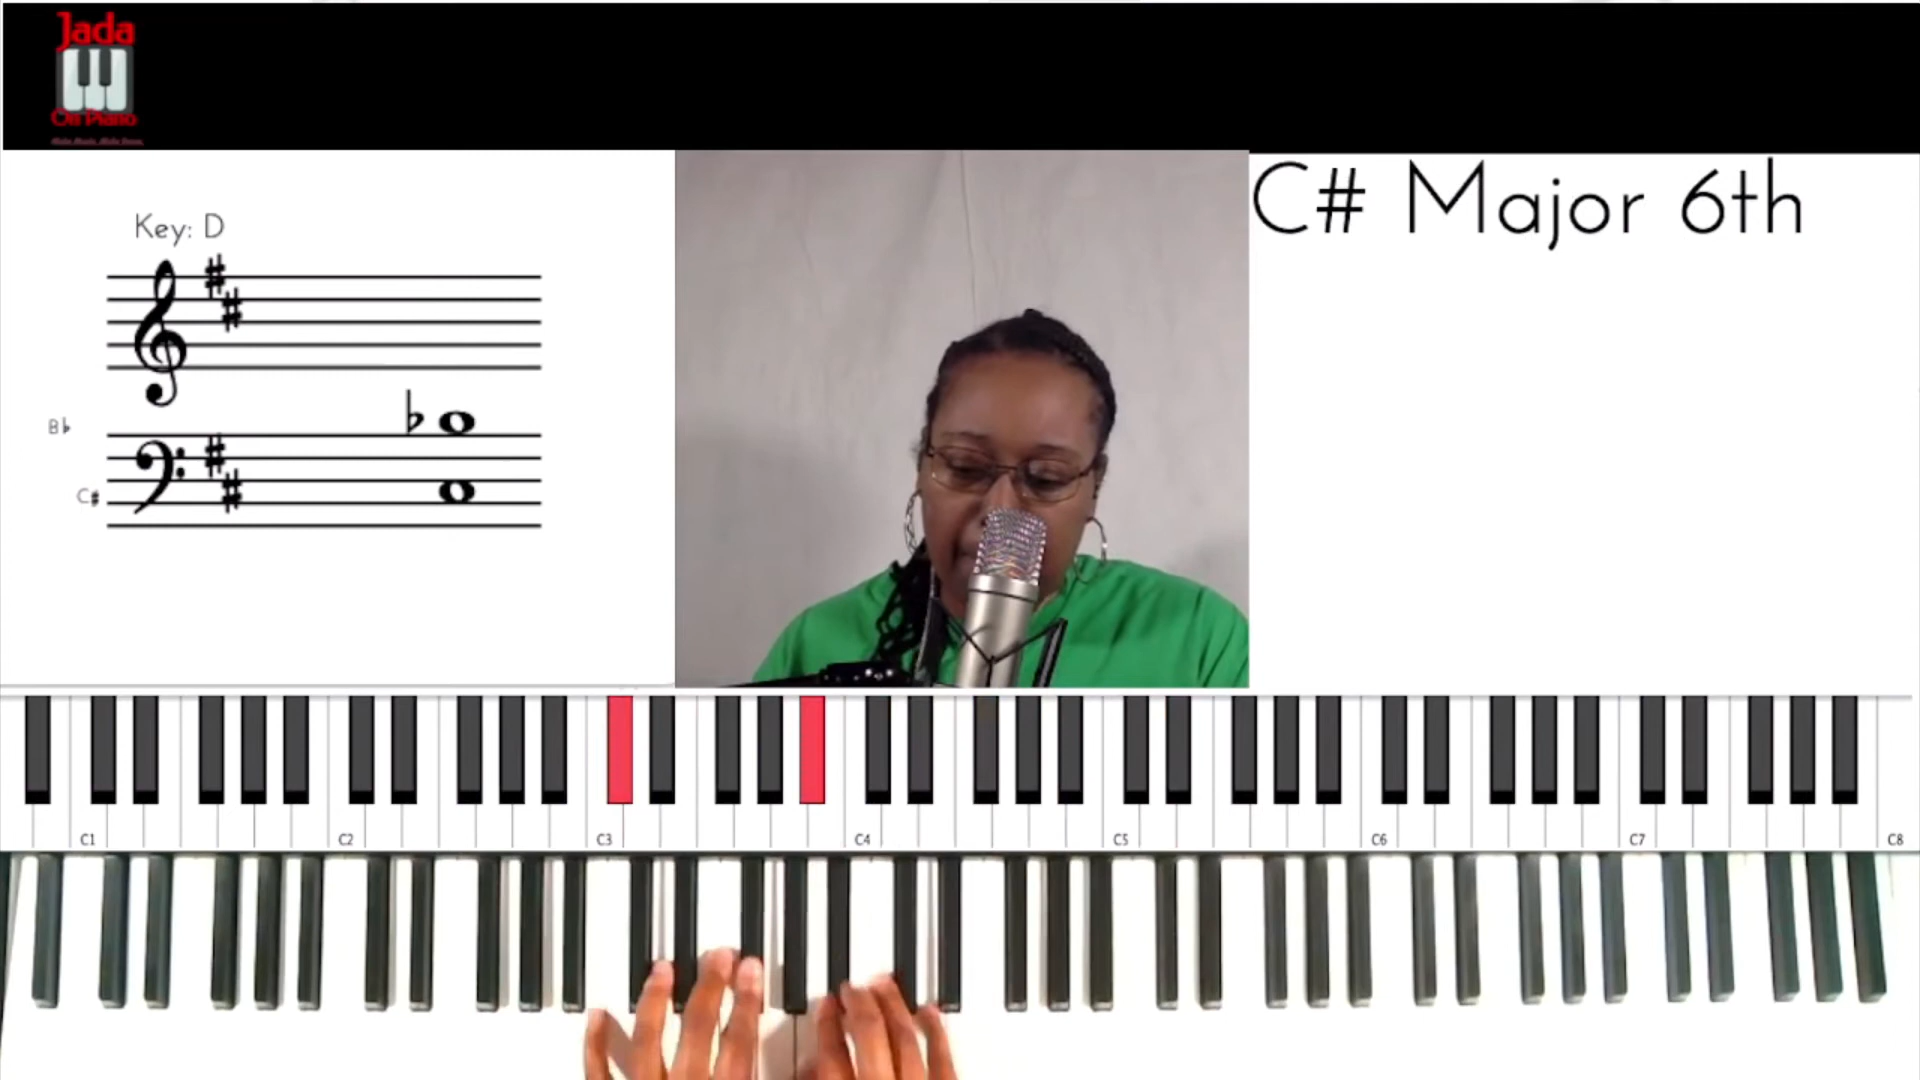 Jada
On Piano
C# Major 6th
Key: D
B♭
C#
C1 C2 C3 C4 C5 C6 C7 C8